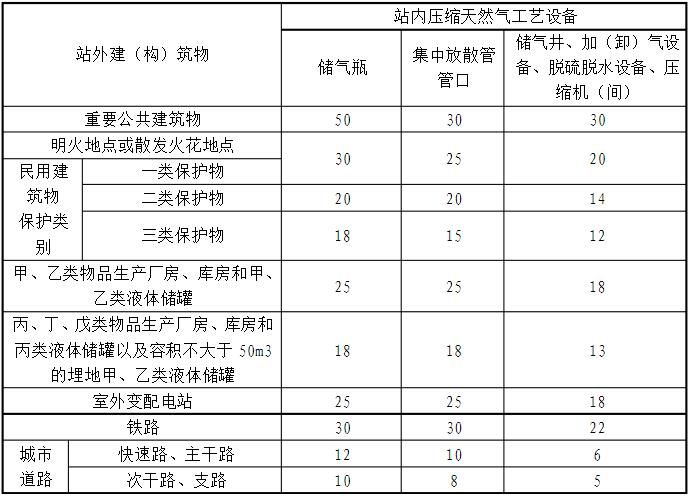 站外建（构）筑物
站内压缩天然气工艺设备
储气瓶
集中放散管
管口
储气井、加（卸）气设
备、脱硫脱水设备、压
缩机（间）
重要公共建筑物 50 30 30
明火地点或散发火花地点
30 25 20
民用建
筑物
保护类
别
一类保护物
二类保护物 20 20 14
三类保护物 18 15 12
甲、乙类物品生产厂房、库房和甲、
乙类液体储罐
25 25 18
丙、丁、戊类物品生产厂房、库房和
丙类液体储罐以及容积不大于 50m3
的埋地甲、乙类液体储罐
18 18 13
室外变配电站 25 25 18
铁路 30 30 22
城市
道路
快速路、主干路 12 10 6
次干路、支路 10 8 5